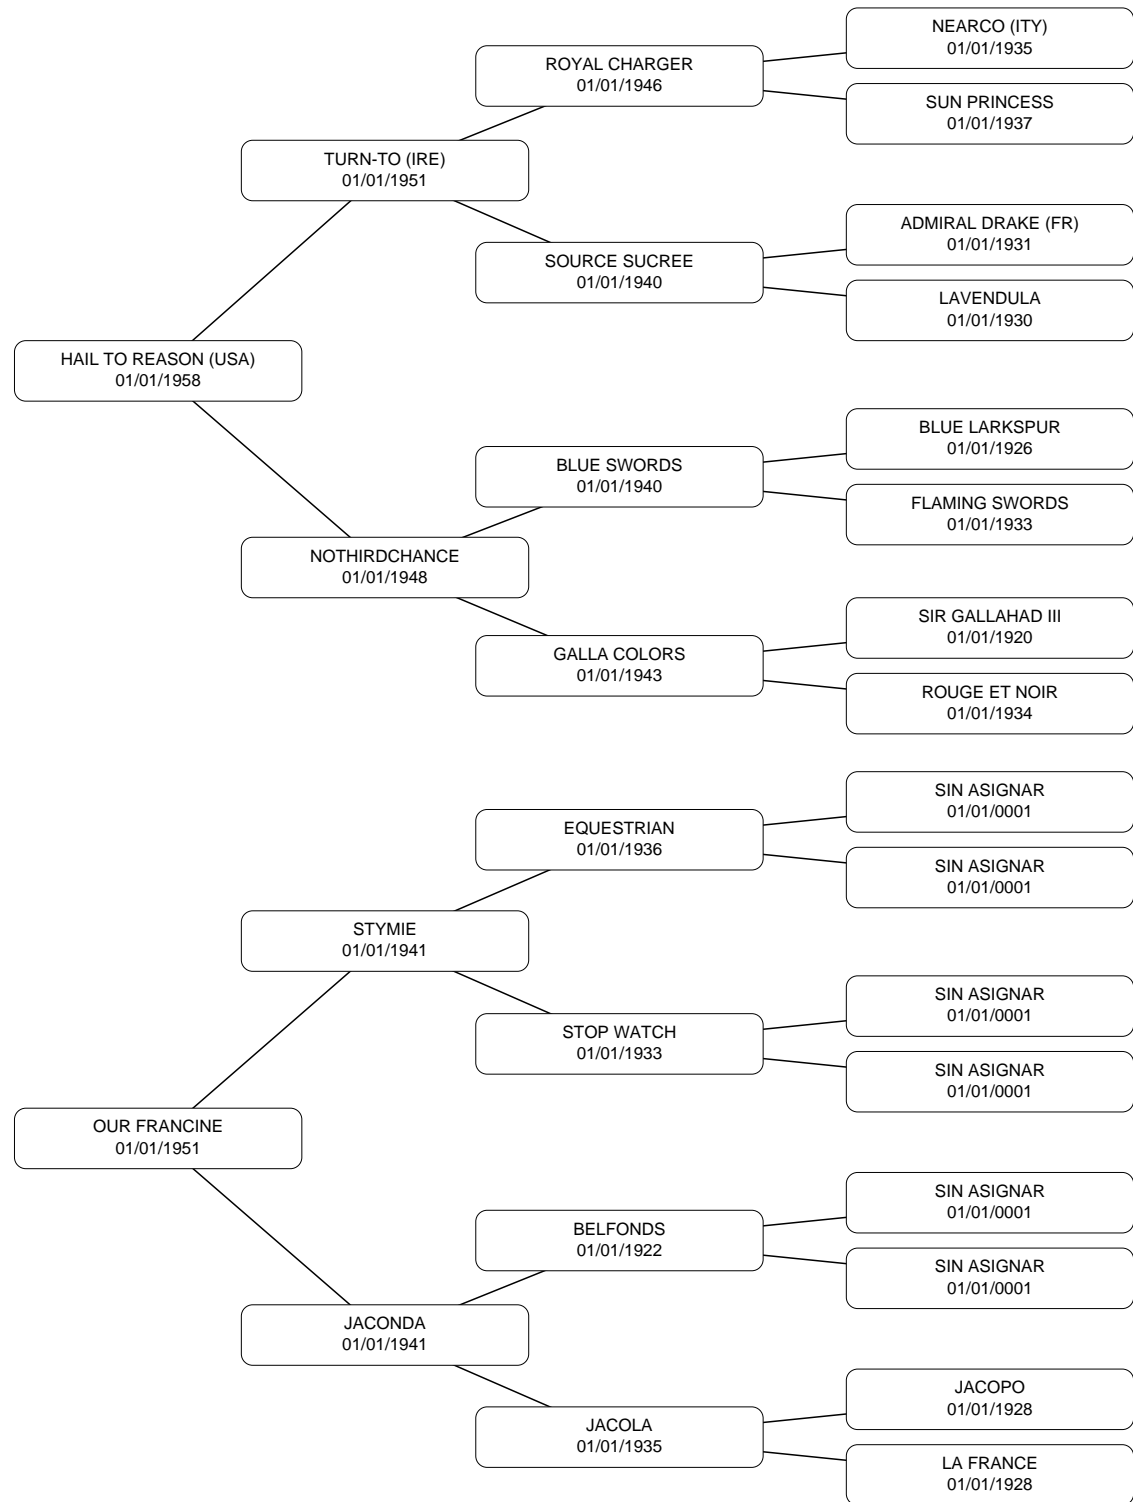 NEARCO (ITY)
01/01/1935
ROYAL CHARGER
01/01/1946
SUN PRINCESS
01/01/1937
TURN-TO (IRE)
01/01/1951
ADMIRAL DRAKE (FR)
01/01/1931
SOURCE SUCREE
01/01/1940
LAVENDULA
01/01/1930
HAIL TO REASON (USA)
01/01/1958
BLUE LARKSPUR
01/01/1926
BLUE SWORDS
01/01/1940
FLAMING SWORDS
01/01/1933
NOTHIRDCHANCE
01/01/1948
SIR GALLAHAD III
01/01/1920
GALLA COLORS
01/01/1943
ROUGE ET NOIR
01/01/1934
SIN ASIGNAR
01/01/0001
EQUESTRIAN
01/01/1936
SIN ASIGNAR
01/01/0001
STYMIE
01/01/1941
SIN ASIGNAR
01/01/0001
STOP WATCH
01/01/1933
SIN ASIGNAR
01/01/0001
OUR FRANCINE
01/01/1951
SIN ASIGNAR
01/01/0001
BELFONDS
01/01/1922
SIN ASIGNAR
01/01/0001
JACONDA
01/01/1941
JACOPO
01/01/1928
JACOLA
01/01/1935
LA FRANCE
01/01/1928